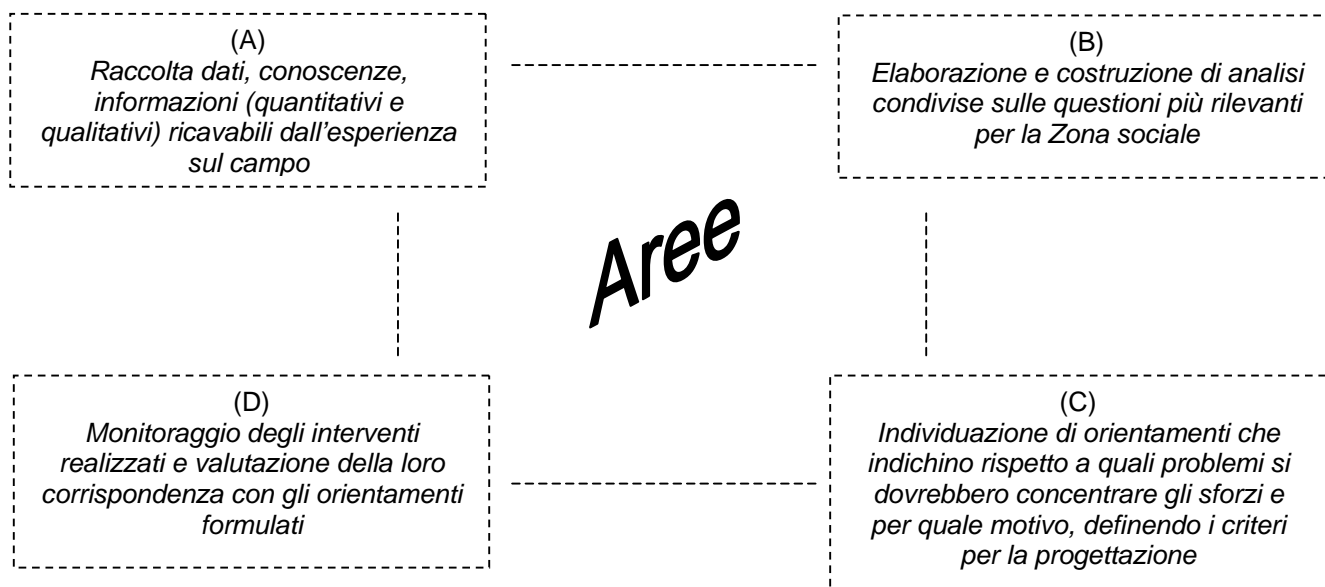 (A)
Raccolta dati, conoscenze,
informazioni (quantitativi e
qualitativi) ricavabili dall'esperienza
sul campo
(B)
Elaborazione e costruzione di analisi
condivise sulle questioni più rilevanti
per la Zona sociale
Aree
(D)
Monitoraggio degli interventi
realizzati e valutazione della loro
corrispondenza con gli orientamenti
formulati
(C)
Individuazione di orientamenti che
indichino rispetto a quali problemi si
dovrebbero concentrare gli sforzi e
per quale motivo, definendo i criteri
per la progettazione